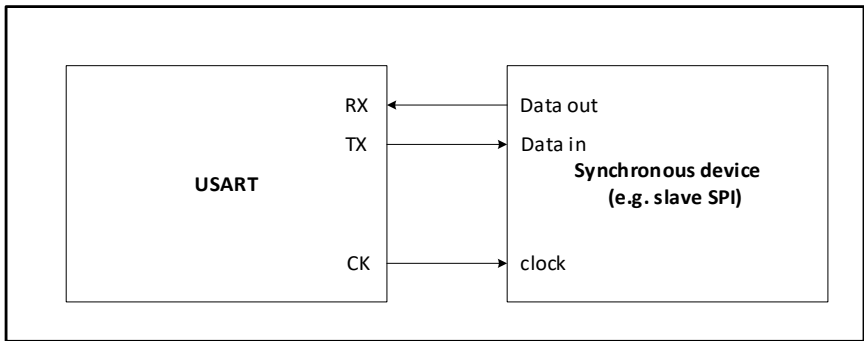 RX
Data out
TX
Data in
USART
Synchronous device
(e.g. slave SPI)
CK
clock